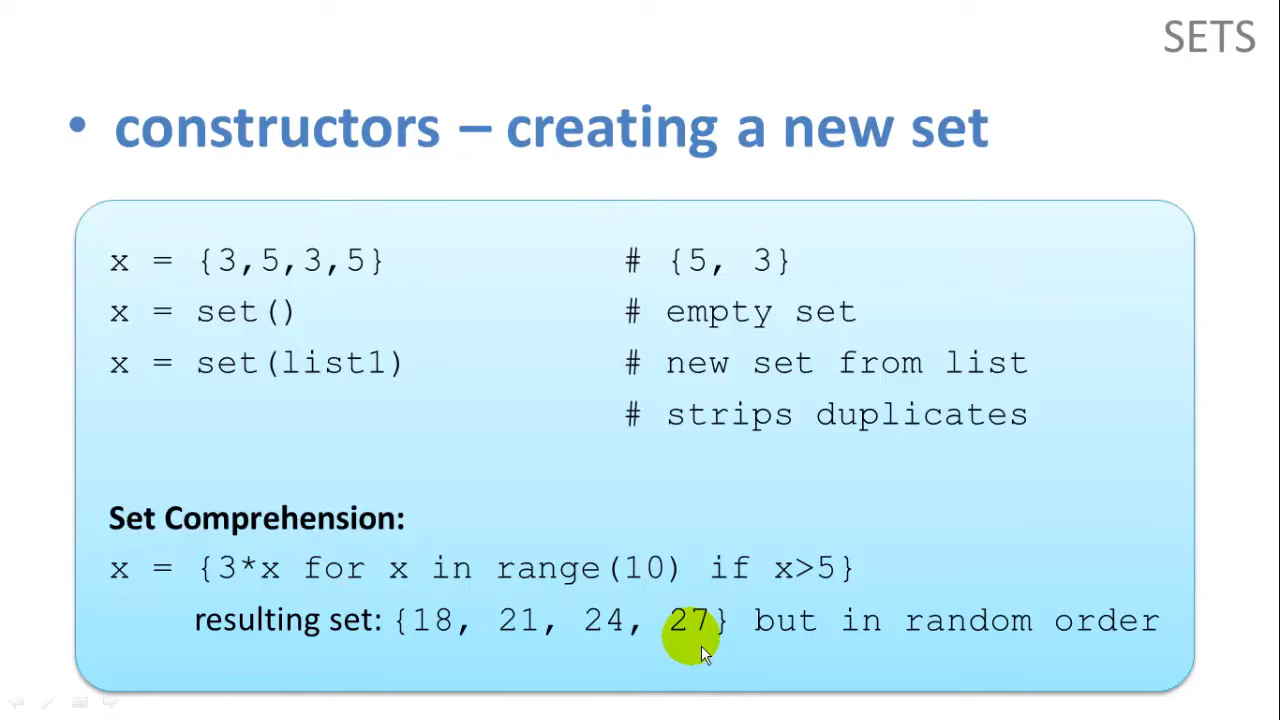 SETS
• constructors – creating a new set
x = {3,5,3,5} # {5, 3}
x = set() # empty set
x = set(list1) # new set from list
# strips duplicates
Set Comprehension:
x = {3*x for x in range(10) if x>5}
resulting set: {18, 21, 24, 27} but in random order